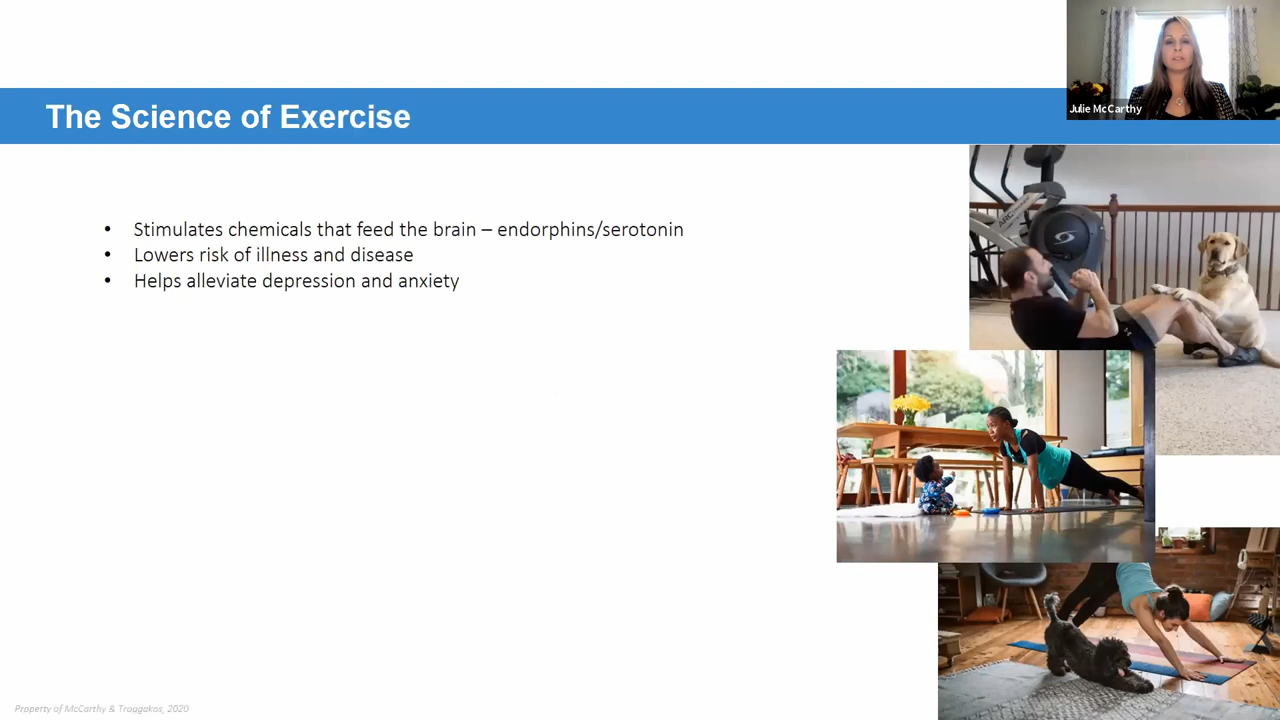 The Science of Exercise
Julie McCarthy
• Stimulates chemicals that feed the brain – endorphins/serotonin
• Lowers risk of illness and disease
• Helps alleviate depression and anxiety
ARC
Property of McCarthy & Tragakos, 2020